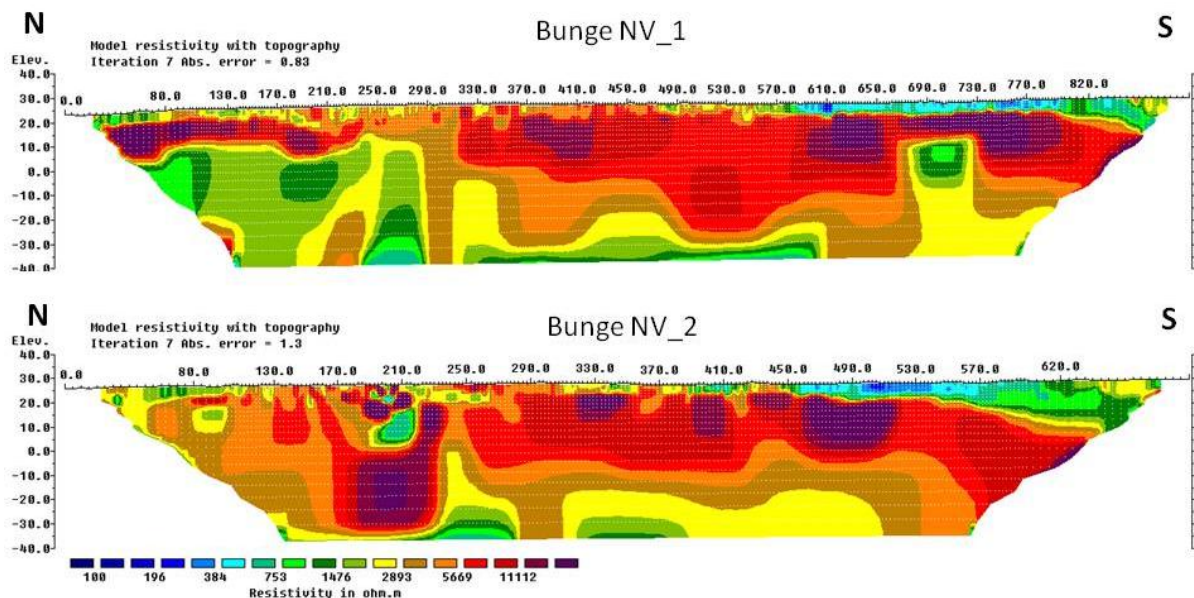 N
Bunge NV_1
S
Model resistivity with topography
Iteration 7 Abs. error = 0.83
Elev.
0.0 80.0 130.0 210.0 250.0 290.0 330.0 370.0 410.0 450.0 490.0 530.0 570.0 610.0 650.0 690.0 730.0 770.0 820.0
40.0
30.0
20.0
10.0
0.0
-10.0
-20.0
-30.0
-40.0
N
Bunge NV_2
S
Model resistivity with topography
Iteration 7 Abs. error = 1.3
Elev.
0.0 80.0 130.0 170.0 210.0 250.0 290.0 330.0 370.0 410.0 450.0 490.0 530.0 570.0 620.0
40.0
30.0
20.0
10.0
0.0
-10.0
-20.0
-30.0
-40.0
100 196 384 753 1476 2893 5669 11112
Resistivity in ohm.m